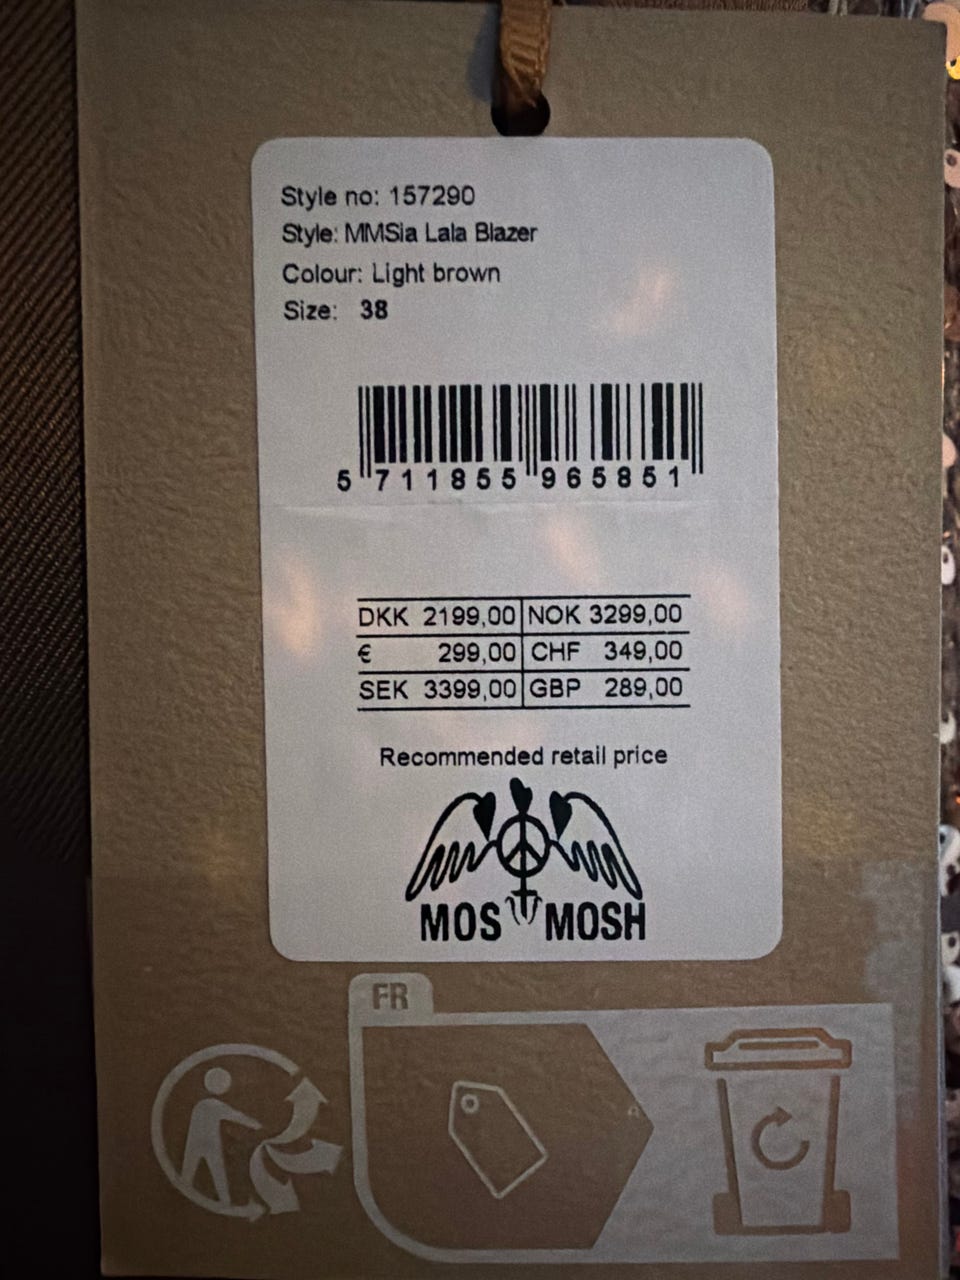 Style no: 157290
Style: MMSia Lala Blazer
Colour: Light brown
Size: 38
5 711855 965851
DKK 2199,00 NOK 3299,00
€ 299,00 CHF 349,00
SEK 3399,00 GBP 289,00
Recommended retail price
MOS MOSH
FR